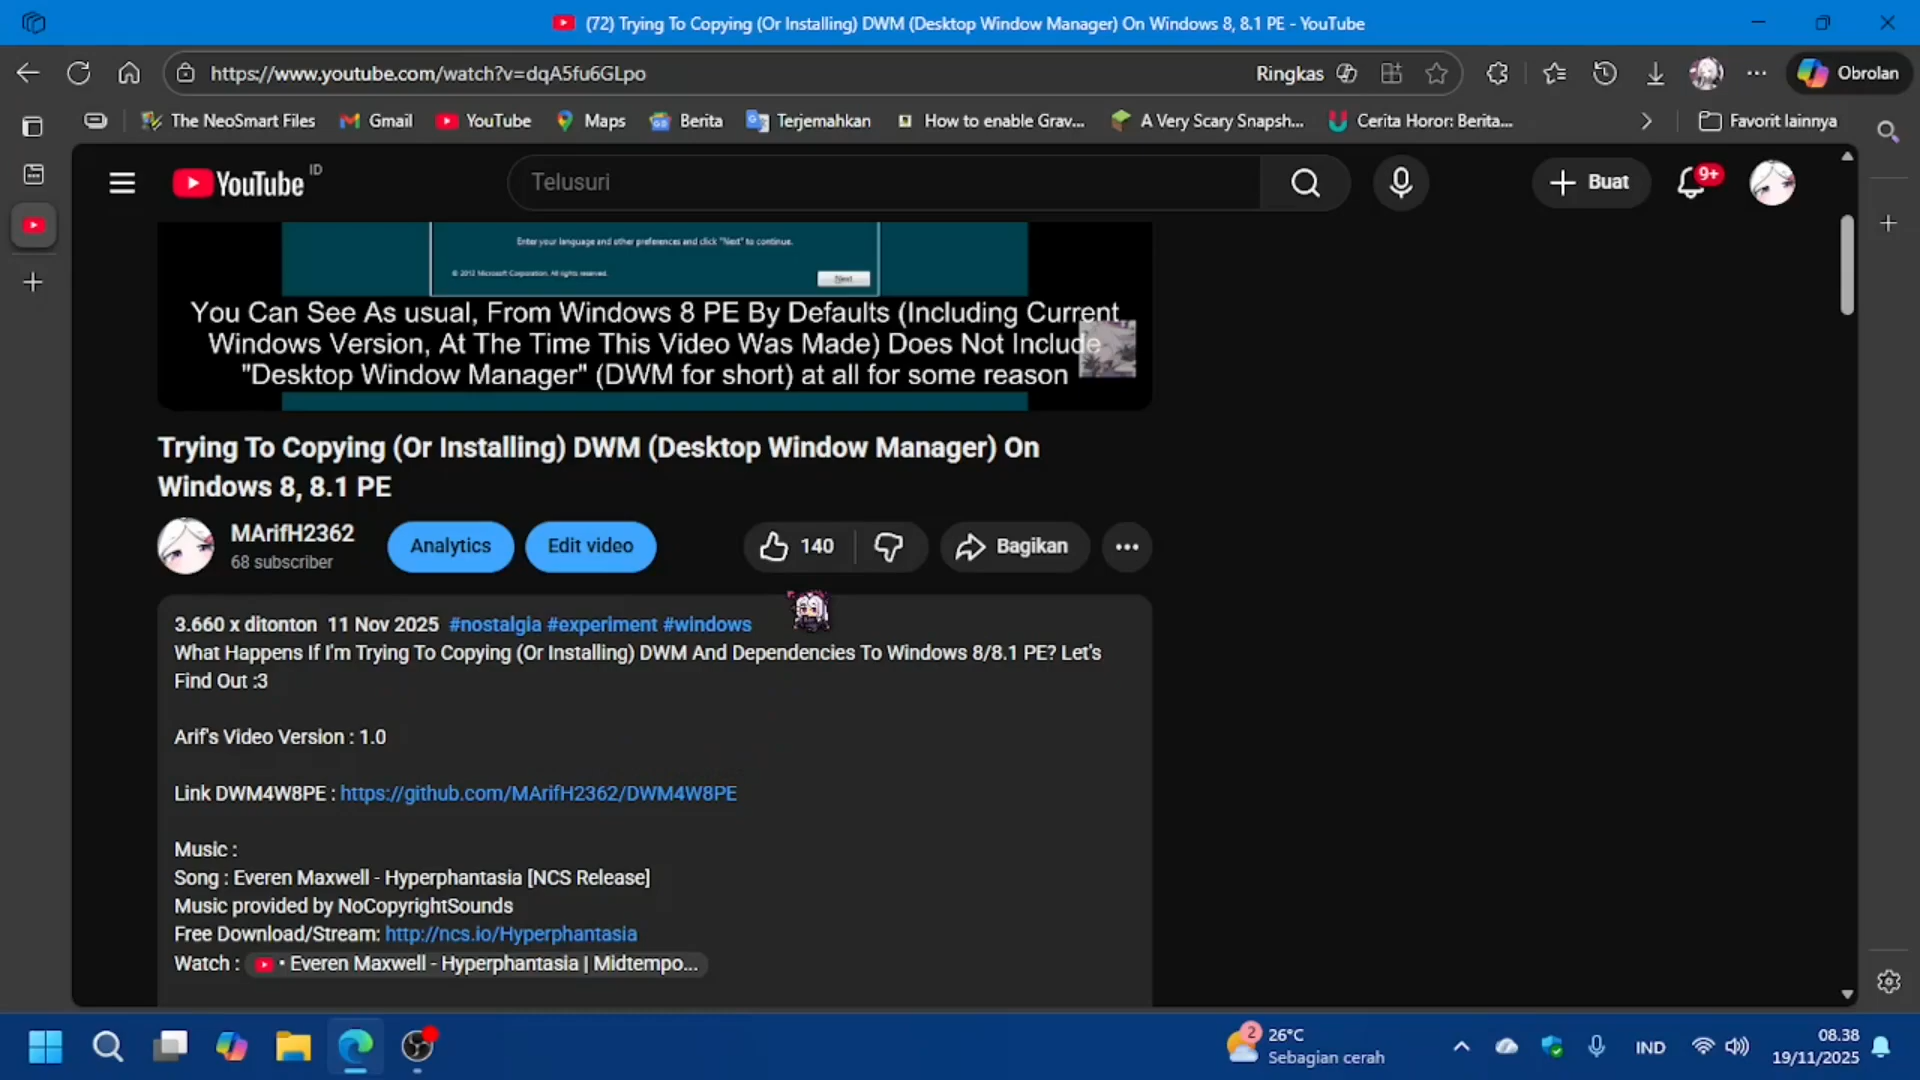 (72) Trying To Copying (Or Installing) DWM (Desktop Window Manager) On Windows 8, 8.1 PE - YouTube
https://www.youtube.com/watch?v=dqA5fu6GLpo
Ringkas
Obrolan
The NeoSmart Files
Gmail
YouTube
Maps
Berita
Terjemahkan
How to enable Grav...
A Very Scary Snapsh...
Cerita Horor: Berita...
Favorit lainnya
YouTube ID
Telusuri
Buat
9+
Enter your language and other preferences and click "Next" to continue.
© 2012 Microsoft Corporation. All rights reserved.
Next
You Can See As usual, From Windows 8 PE By Defaults (Including Current
Windows Version, At The Time This Video Was Made) Does Not Include
"Desktop Window Manager" (DWM for short) at all for some reason
Trying To Copying (Or Installing) DWM (Desktop Window Manager) On
Windows 8, 8.1 PE
MArifH2362
68 subscriber
Analytics
Edit video
140
Bagikan
3.660 x ditonton 11 Nov 2025 #nostalgia #experiment #windows
What Happens If I'm Trying To Copying (Or Installing) DWM And Dependencies To Windows 8/8.1 PE? Let's
Find Out :3
Arif's Video Version : 1.0
Link DWM4W8PE : https://github.com/MArifH2362/DWM4W8PE
Music :
Song : Everen Maxwell - Hyperphantasia [NCS Release]
Music provided by NoCopyrightSounds
Free Download/Stream: http://ncs.io/Hyperphantasia
Watch : • Everen Maxwell - Hyperphantasia | Midtempo...
2
26°C
Sebagian cerah
IND
08.38
19/11/2025